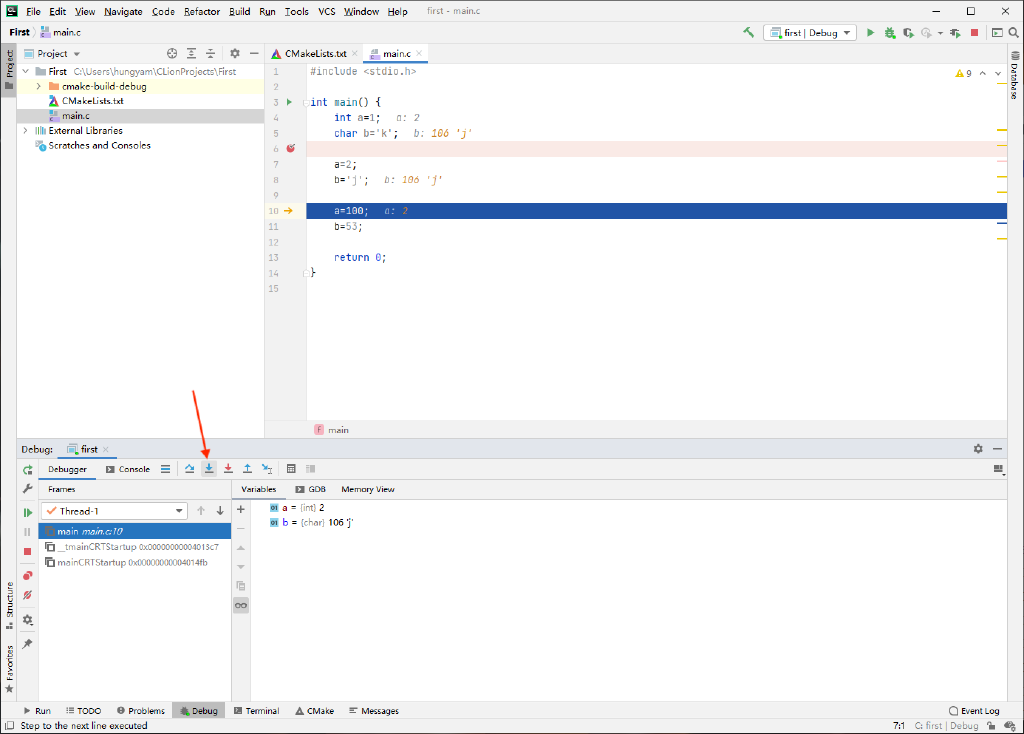 File Edit View Navigate Code Refactor Build Run Tools VCS Window Help first - main.c
First main.c first | Debug
Project CMakeLists.txt main.c
Project
Database
First C:\Users\hungyam\CLionProjects\First
cmake-build-debug
CMakeLists.txt
main.c
External Libraries
Scratches and Consoles
1 #include <stdio.h> 9
2
3 int main() {
4 int a=1; a: 2
5 char b='k'; b: 106 'j'
6
7 a=2;
8 b='j'; b: 106 'j'
9
10 a=100; a: 2
11 b=53;
12
13 return 0;
14 }
15
f main
Debug: first
Debugger Console
Frames Variables GDB Memory View
Thread-1
main main.c:10
__tmainCRTStartup 0x00000000004013c7
mainCRTStartup 0x00000000004014fb
01 a = {int} 2
01 b = {char} 106 'j'
Structure
Favorites
Run TODO Problems Debug Terminal CMake Messages Event Log
Step to the next line executed 7:1 C: first | Debug